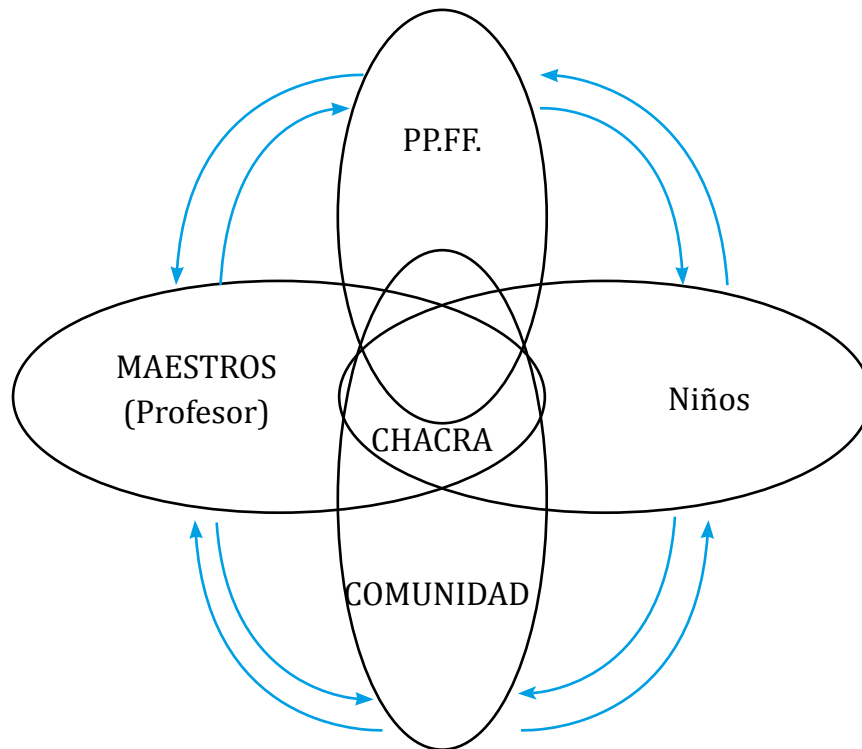 PP.FF.
MAESTROS
(Profesor)
Niños
CHACRA
COMUNIDAD